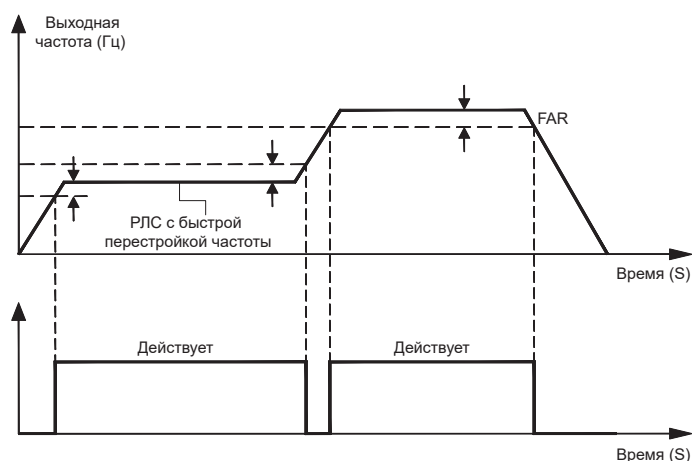 Выходная
частота (Гц)
FAR
РЛС с быстрой
перестройкой частоты
Время (S)
Действует
Действует
Время (S)